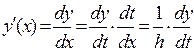 y'(x) = dy/dx = dy/dt · dt/dx = 1/h · dy/dt